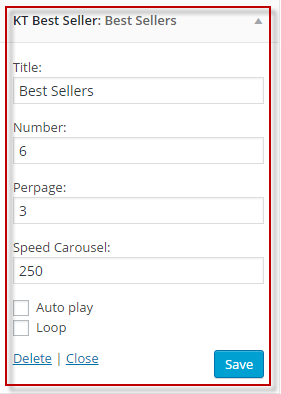 KT Best Seller: Best Sellers
Title:
Best Sellers
Number:
6
Perpage:
3
Speed Carousel:
250
Auto play
Loop
Delete | Close
Save